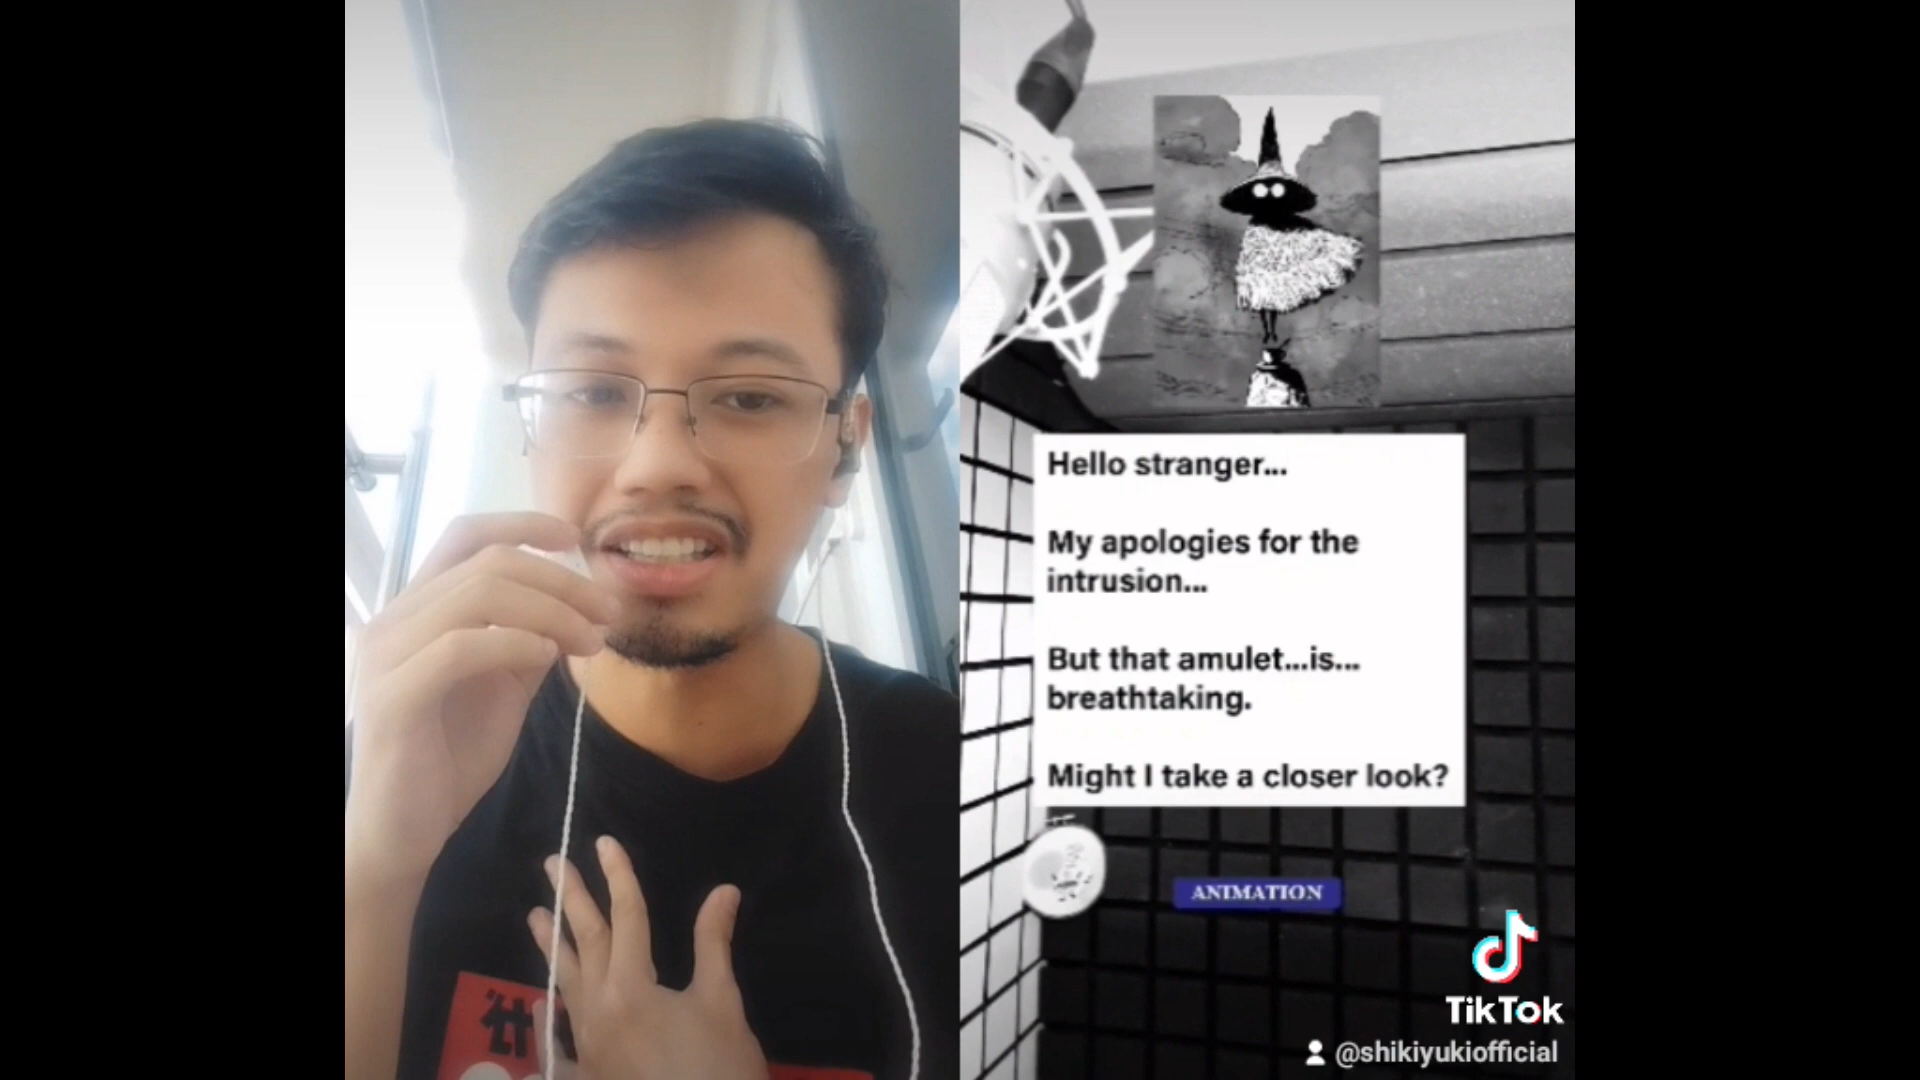 Hello stranger...
My apologies for the
intrusion...
But that amulet...is...
breathtaking.
Might I take a closer look?
ANIMATION
TikTok
@shikiyukiofficial
什